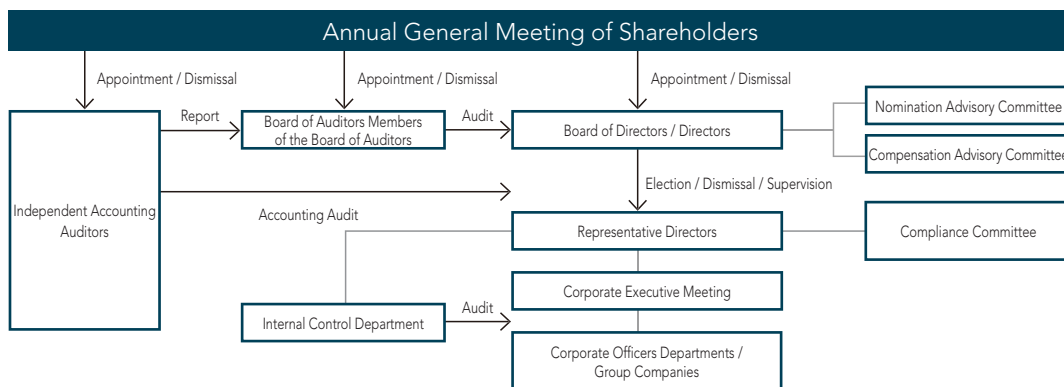 Annual General Meeting of Shareholders
Appointment / Dismissal
Appointment / Dismissal
Appointment / Dismissal
Report
Board of Auditors Members
of the Board of Auditors
Audit
Board of Directors / Directors
Nomination Advisory Committee
Compensation Advisory Committee
Election / Dismissal / Supervision
Independent Accounting
Auditors
Accounting Audit
Representative Directors
Compliance Committee
Corporate Executive Meeting
Internal Control Department
Audit
Corporate Officers Departments /
Group Companies